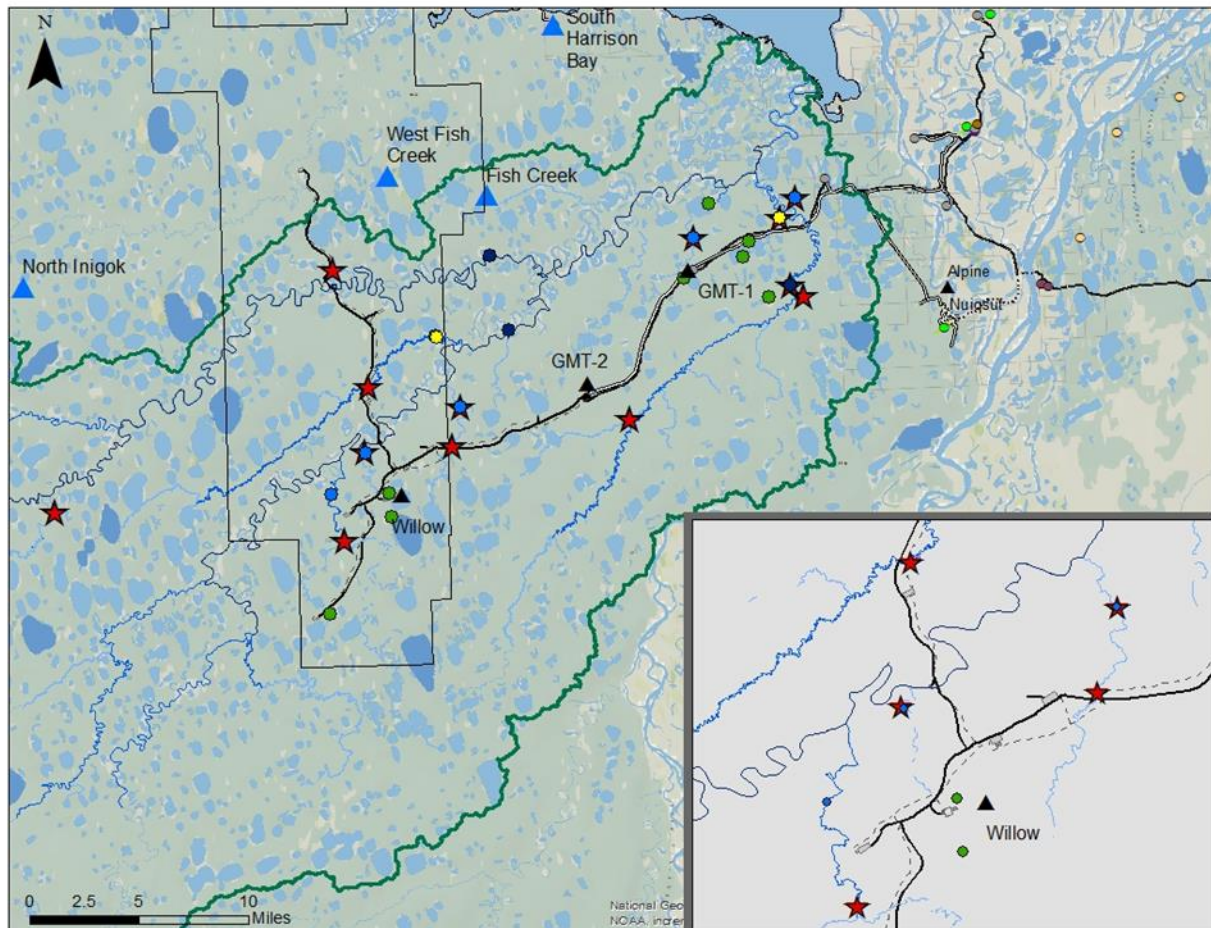 N
South
Harrison
Bay
West Fish
Creek
Fish Creek
North Inigok
Alpine
GMT-1
Nuiqsut
GMT-2
Willow
Willow
0 2.5 5 10
Miles
National Geo
NOAA, increm